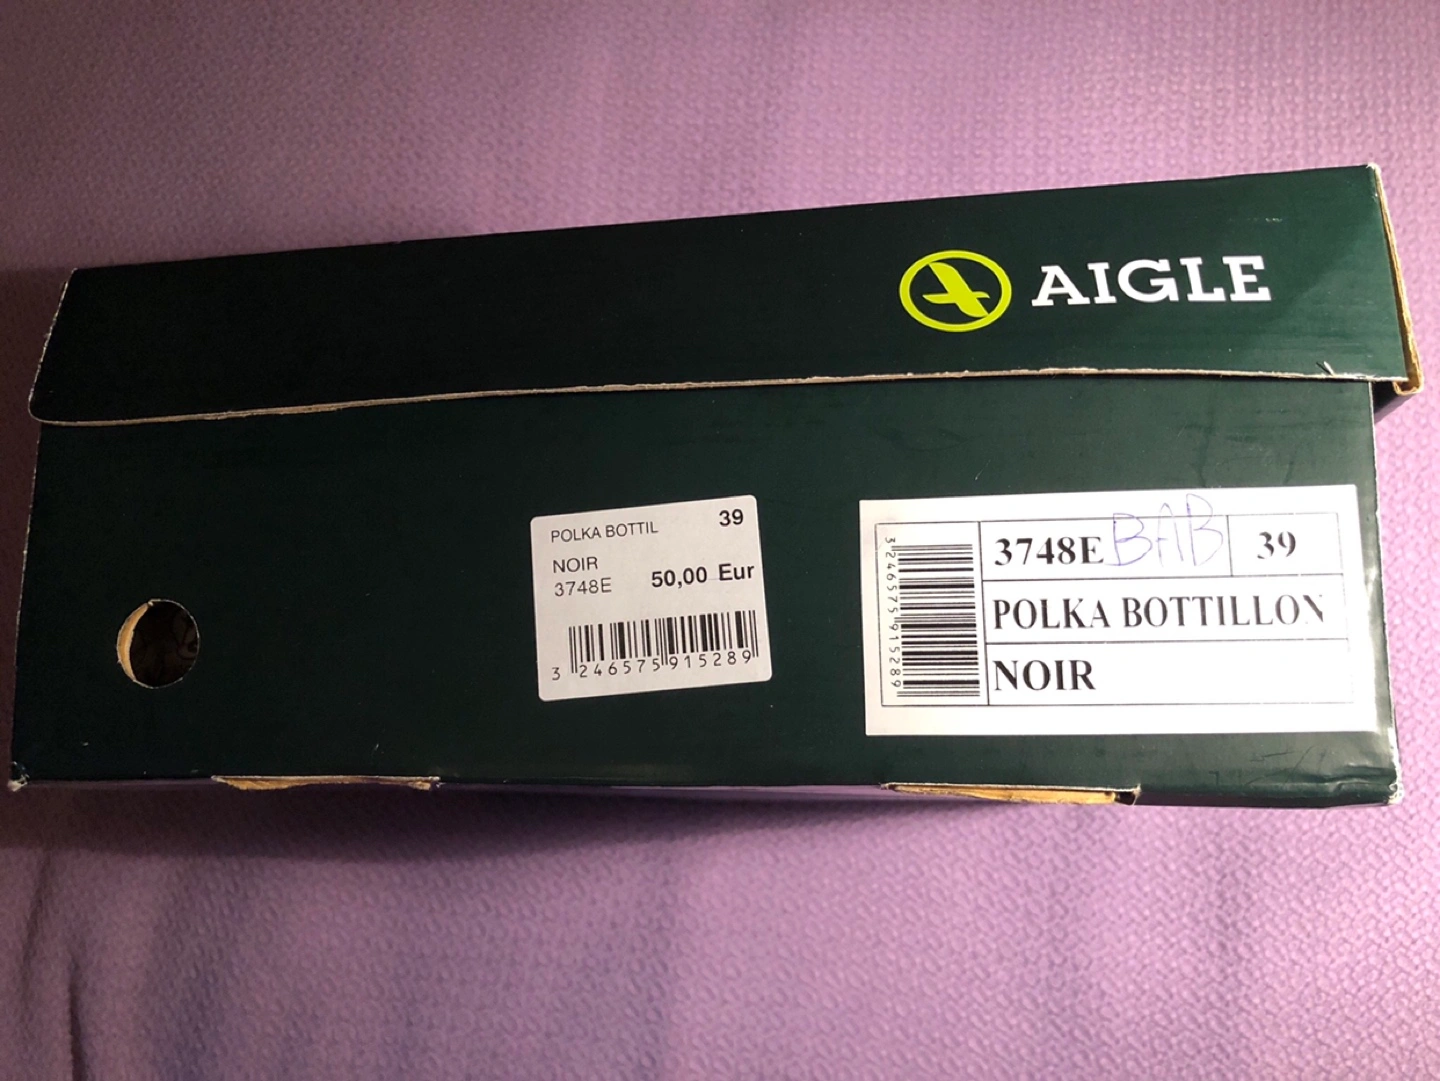 AIGLE
POLKA BOTTIL 39
NOIR
3748E 50,00 Eur
3 246575 915289
3246575915289
3748E BAB 39
POLKA BOTTILLON
NOIR